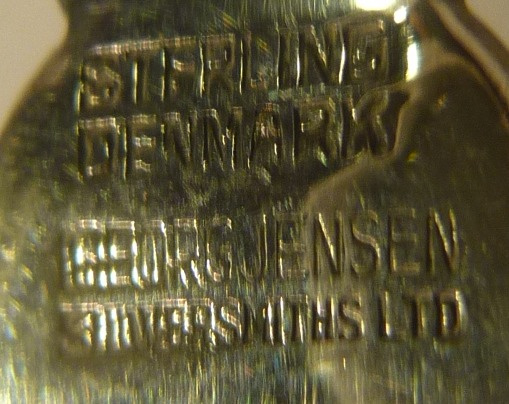 STERLING
DENMARK
GEORG JENSEN
SILVERSMITHS LTD